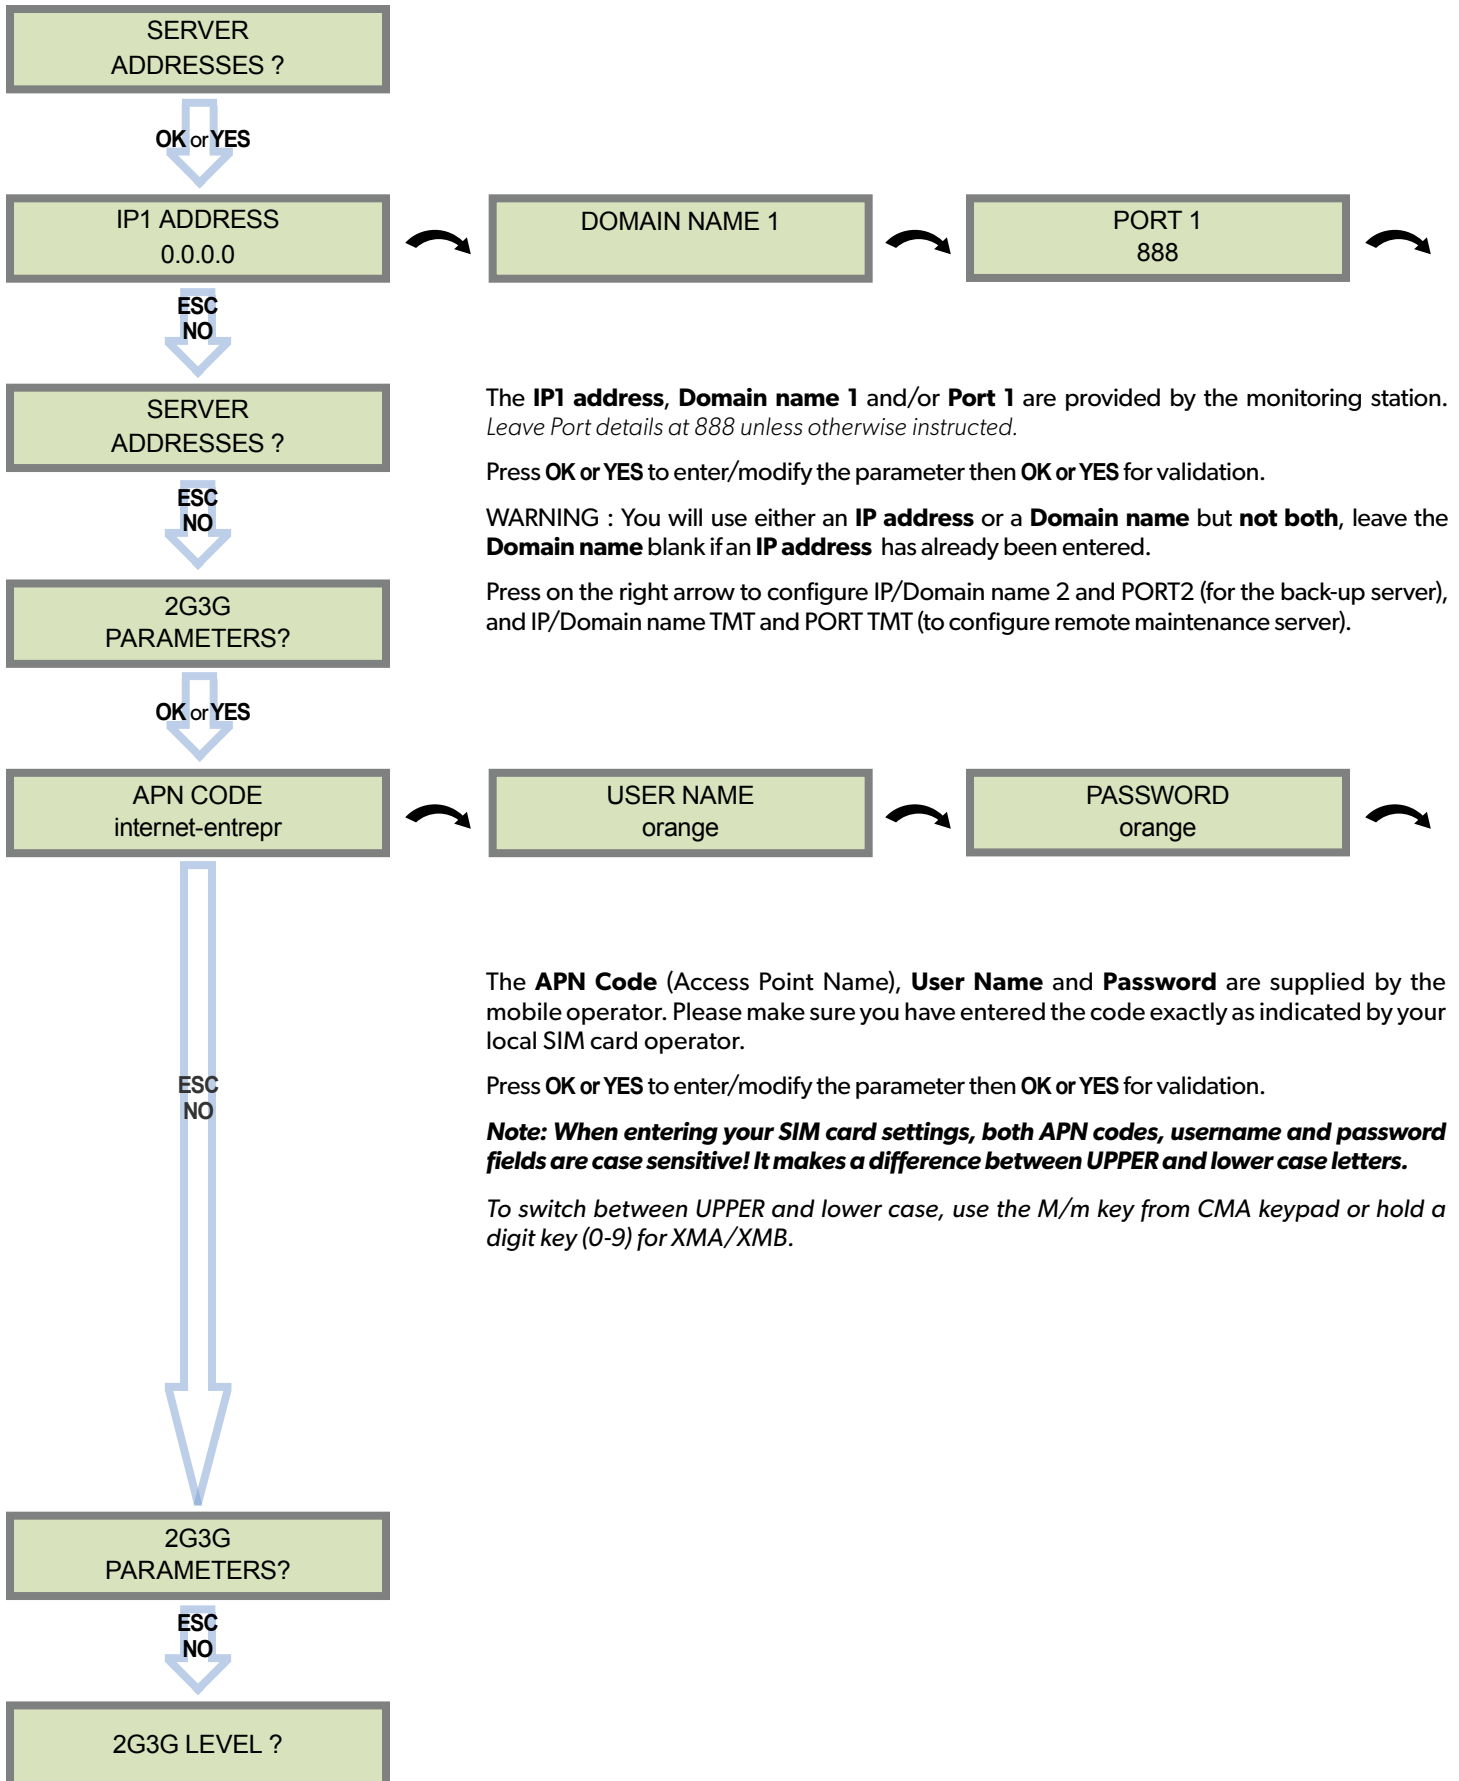 SERVER
ADDRESSES ?
OK or YES
IP1 ADDRESS
0.0.0.0
DOMAIN NAME 1
PORT 1
888
ESC
NO
SERVER
ADDRESSES ?
The IP1 address, Domain name 1 and/or Port 1 are provided by the monitoring station.
Leave Port details at 888 unless otherwise instructed.
Press OK or YES to enter/modify the parameter then OK or YES for validation.
WARNING : You will use either an IP address or a Domain name but not both, leave the
Domain name blank if an IP address has already been entered.
Press on the right arrow to configure IP/Domain name 2 and PORT2 (for the back-up server),
and IP/Domain name TMT and PORT TMT (to configure remote maintenance server).
ESC
NO
2G3G
PARAMETERS?
OK or YES
APN CODE
internet-entrepr
USER NAME
orange
PASSWORD
orange
The APN Code (Access Point Name), User Name and Password are supplied by the
mobile operator. Please make sure you have entered the code exactly as indicated by your
local SIM card operator.
Press OK or YES to enter/modify the parameter then OK or YES for validation.
Note: When entering your SIM card settings, both APN codes, username and password
fields are case sensitive! It makes a difference between UPPER and lower case letters.
To switch between UPPER and lower case, use the M/m key from CMA keypad or hold a
digit key (0-9) for XMA/XMB.
ESC
NO
2G3G
PARAMETERS?
ESC
NO
2G3G LEVEL ?